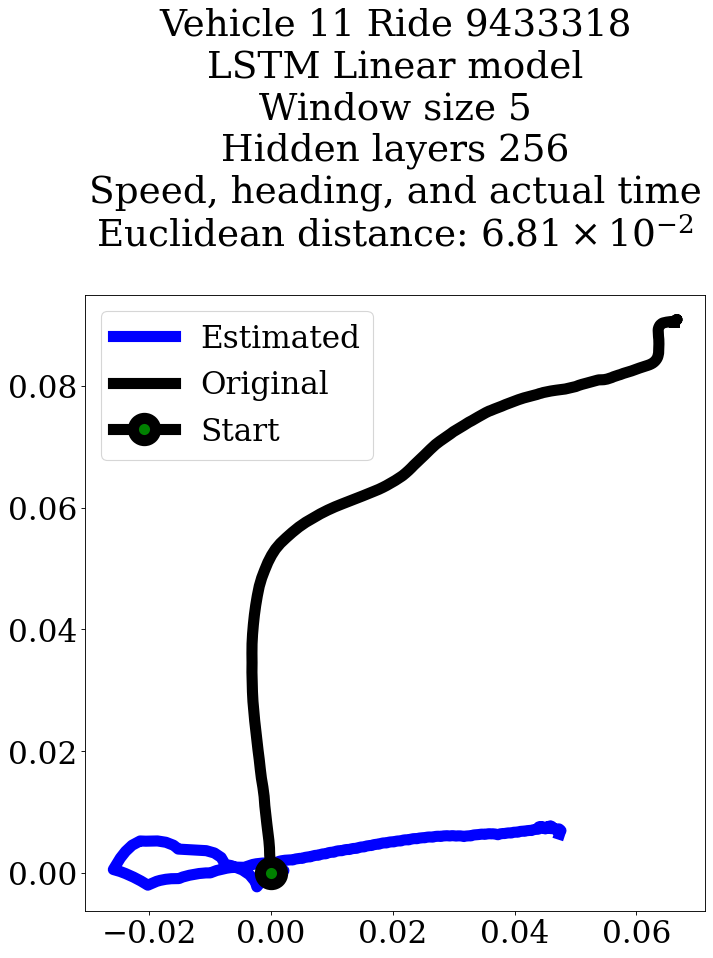 Vehicle 11 Ride 9433318
LSTM Linear model
Window size 5
Hidden layers 256
Speed, heading, and actual time
Euclidean distance: 6.81 × 10⁻²
Estimated
Original
Start
0.08
0.06
0.04
0.02
0.00
−0.02 0.00 0.02 0.04 0.06